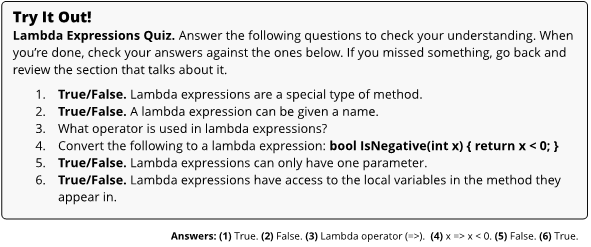 Try It Out!
Lambda Expressions Quiz. Answer the following questions to check your understanding. When
you’re done, check your answers against the ones below. If you missed something, go back and
review the section that talks about it.
1. True/False. Lambda expressions are a special type of method.
2. True/False. A lambda expression can be given a name.
3. What operator is used in lambda expressions?
4. Convert the following to a lambda expression: bool IsNegative(int x) { return x < 0; }
5. True/False. Lambda expressions can only have one parameter.
6. True/False. Lambda expressions have access to the local variables in the method they
appear in.
Answers: (1) True. (2) False. (3) Lambda operator (=>). (4) x => x < 0. (5) False. (6) True.